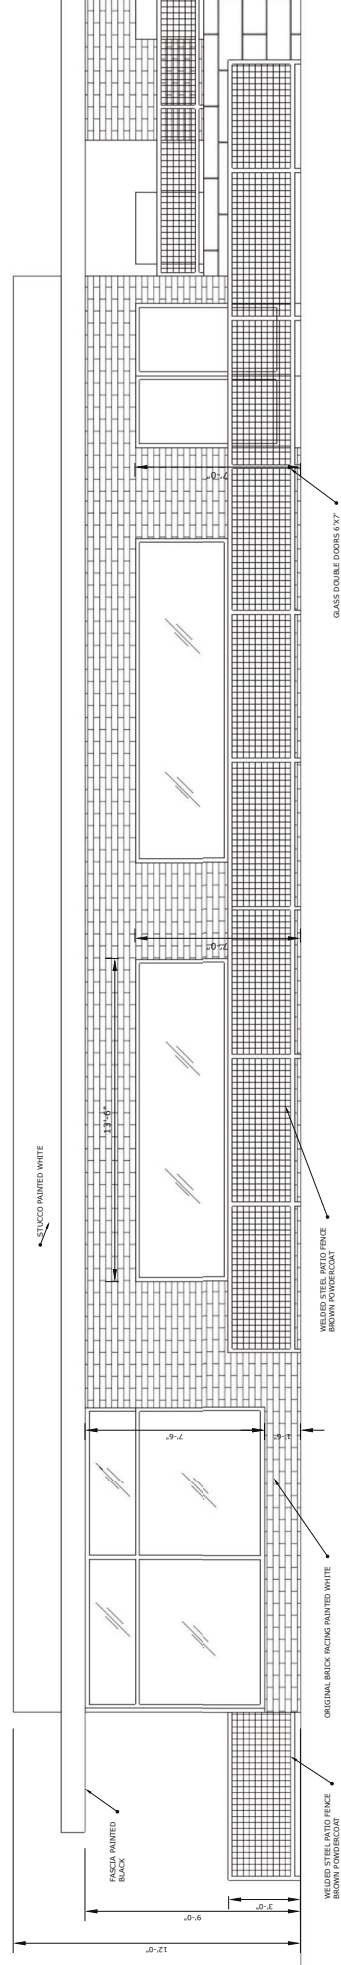 STUCCO PAINTED WHITE
FASCIA PAINTED
BLACK
12'-0"
9'-0"
3'-0"
7'-6"
1'-6"
13'-6"
7'-0"
7'-0"
WELDED STEEL PATIO FENCE
BROWN POWDERCOAT
ORIGINAL BRICK FACING PAINTED WHITE
WELDED STEEL PATIO FENCE
BROWN POWDERCOAT
GLASS DOUBLE DOORS 6'X7'